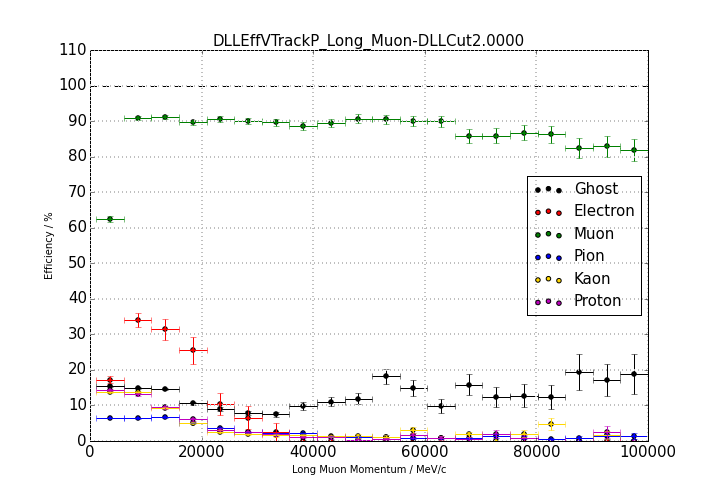 DLLEffVTrackP_Long_Muon-DLLCut2.0000
110
100
90
80
70
60
50
40
30
20
10
0
Efficiency / %
Ghost
Electron
Muon
Pion
Kaon
Proton
0 20000 40000 60000 80000 100000
Long Muon Momentum / MeV/c